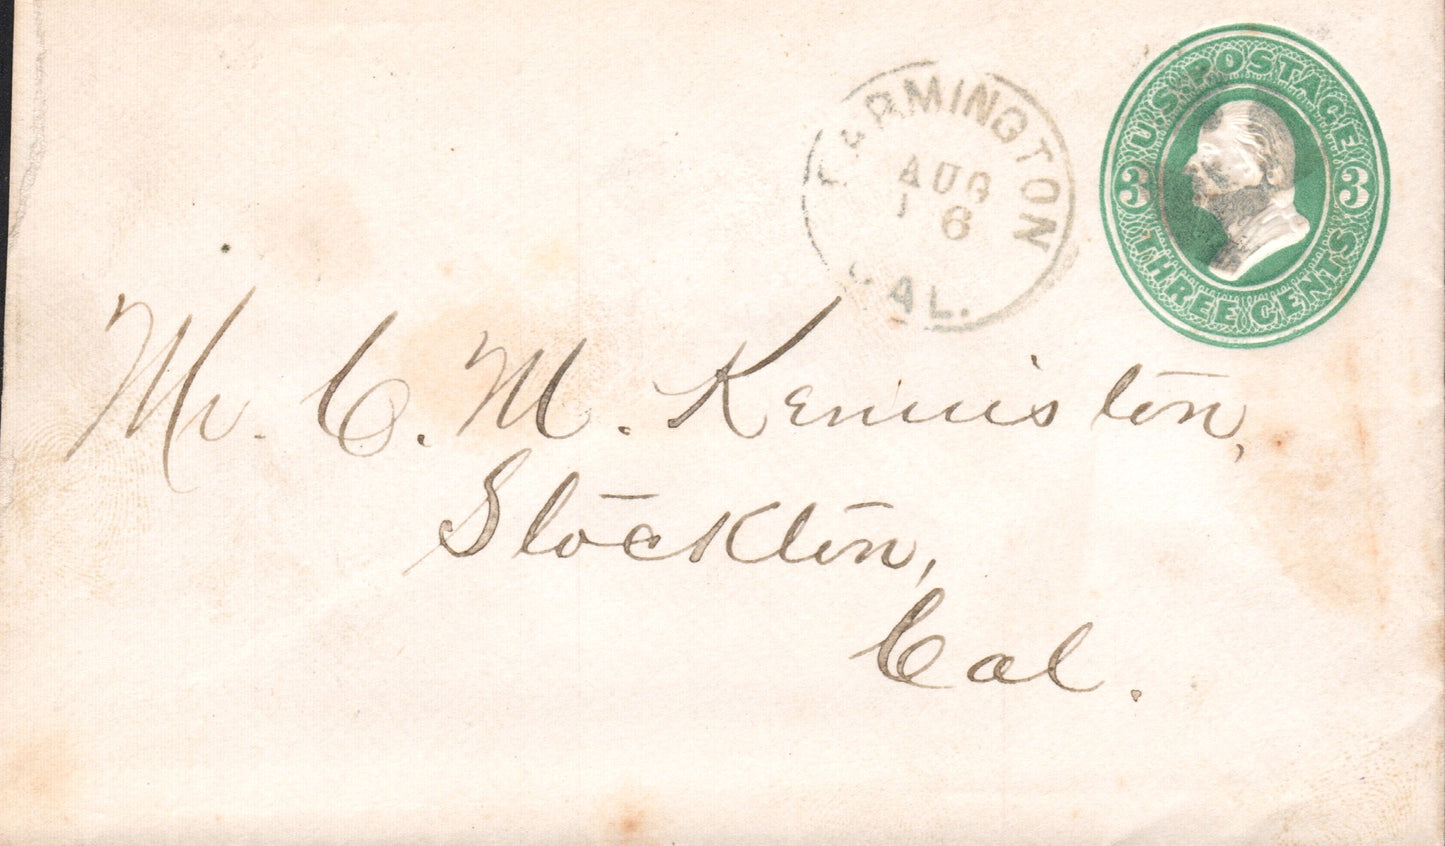 FARMINGTON
AUG
16
CAL.
U.S. POSTAGE
3 3
THREE CENTS
Mr. C. M. Kenniston,
Stockton,
Cal.